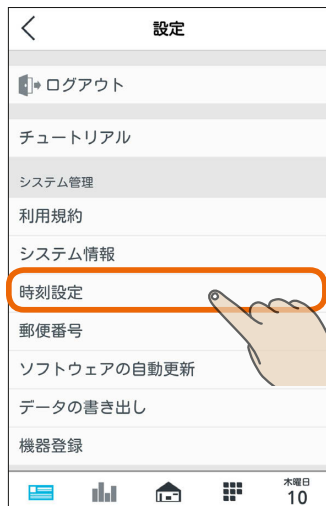 設定
ログアウト
チュートリアル
システム管理
利用規約
システム情報
時刻設定
郵便番号
ソフトウェアの自動更新
データの書き出し
機器登録
木曜日
10